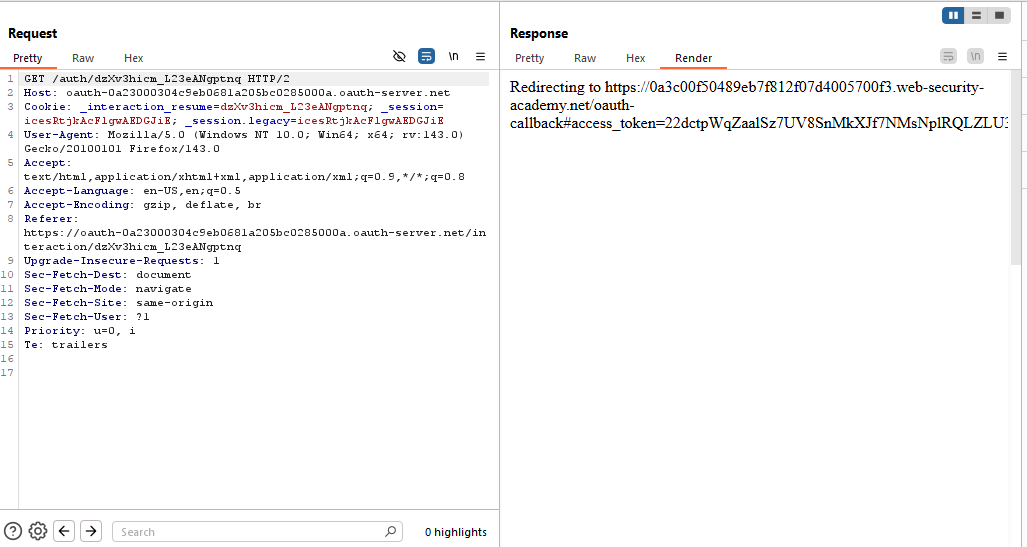 Request
Pretty Raw Hex
\n
1 GET /auth/dzXv3hicm_L23eANgptnq HTTP/2
2 Host: oauth-0a23000304c9eb0681a205bc0285000a.oauth-server.net
3 Cookie: _interaction_resume=dzXv3hicm_L23eANgptnq; _session=
icesRtjkAcFlgwAEDGJiE; _session.legacy=icesRtjkAcFlgwAEDGJiE
4 User-Agent: Mozilla/5.0 (Windows NT 10.0; Win64; x64; rv:143.0)
Gecko/20100101 Firefox/143.0
5 Accept:
text/html,application/xhtml+xml,application/xml;q=0.9,*/*;q=0.8
6 Accept-Language: en-US,en;q=0.5
7 Accept-Encoding: gzip, deflate, br
8 Referer:
https://oauth-0a23000304c9eb0681a205bc0285000a.oauth-server.net/in
teraction/dzXv3hicm_L23eANgptnq
9 Upgrade-Insecure-Requests: 1
10 Sec-Fetch-Dest: document
11 Sec-Fetch-Mode: navigate
12 Sec-Fetch-Site: same-origin
13 Sec-Fetch-User: ?1
14 Priority: u=0, i
15 Te: trailers
16
17
Search
0 highlights
Response
Pretty Raw Hex Render
\n
Redirecting to https://0a3c00f50489eb7f812f07d4005700f3.web-security-
academy.net/oauth-
callback#access_token=22dctpWqZaalSz7UV8SnMkXJf7NMsNplRQLZLU